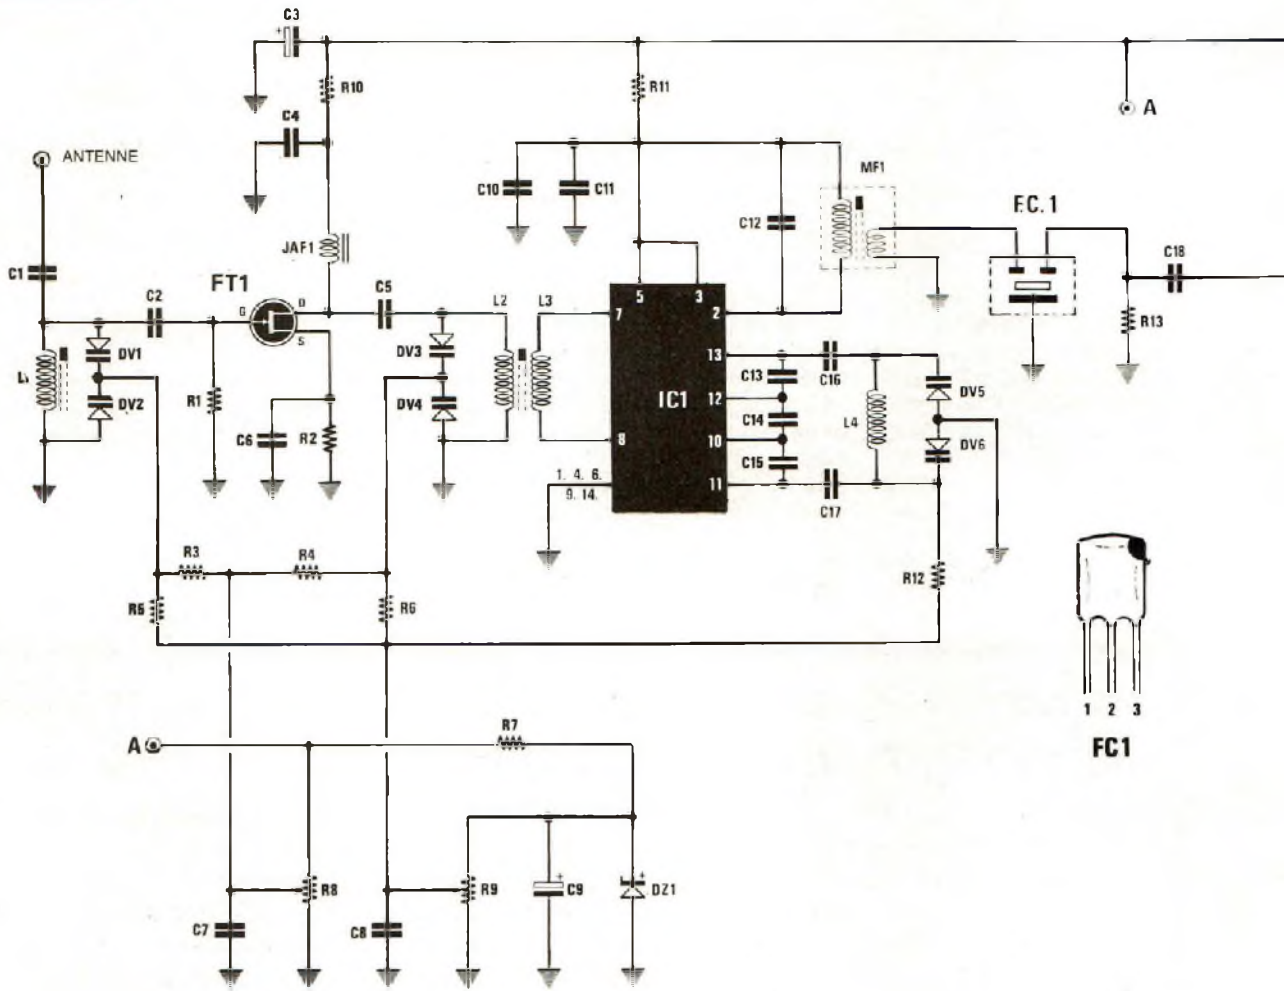 C3
R10
R11
C4
A
ANTENNE
MF1
C10
C11
F.C.1
C12
JAF1
C1
FT1
C18
C2
C5
L2
L3
5
3
D
G
S
7
2
R13
DV1
DV3
13
C13
C16
L1
DV2
R1
DV4
IC1
12
DV5
C14
L4
C6
R2
8
10
DV6
C15
1. 4. 6.
9. 14.
11
C17
R3
R4
R12
R5
R6
1 2 3
FC1
A
R7
R8
R9
C9
DZ1
C7
C8